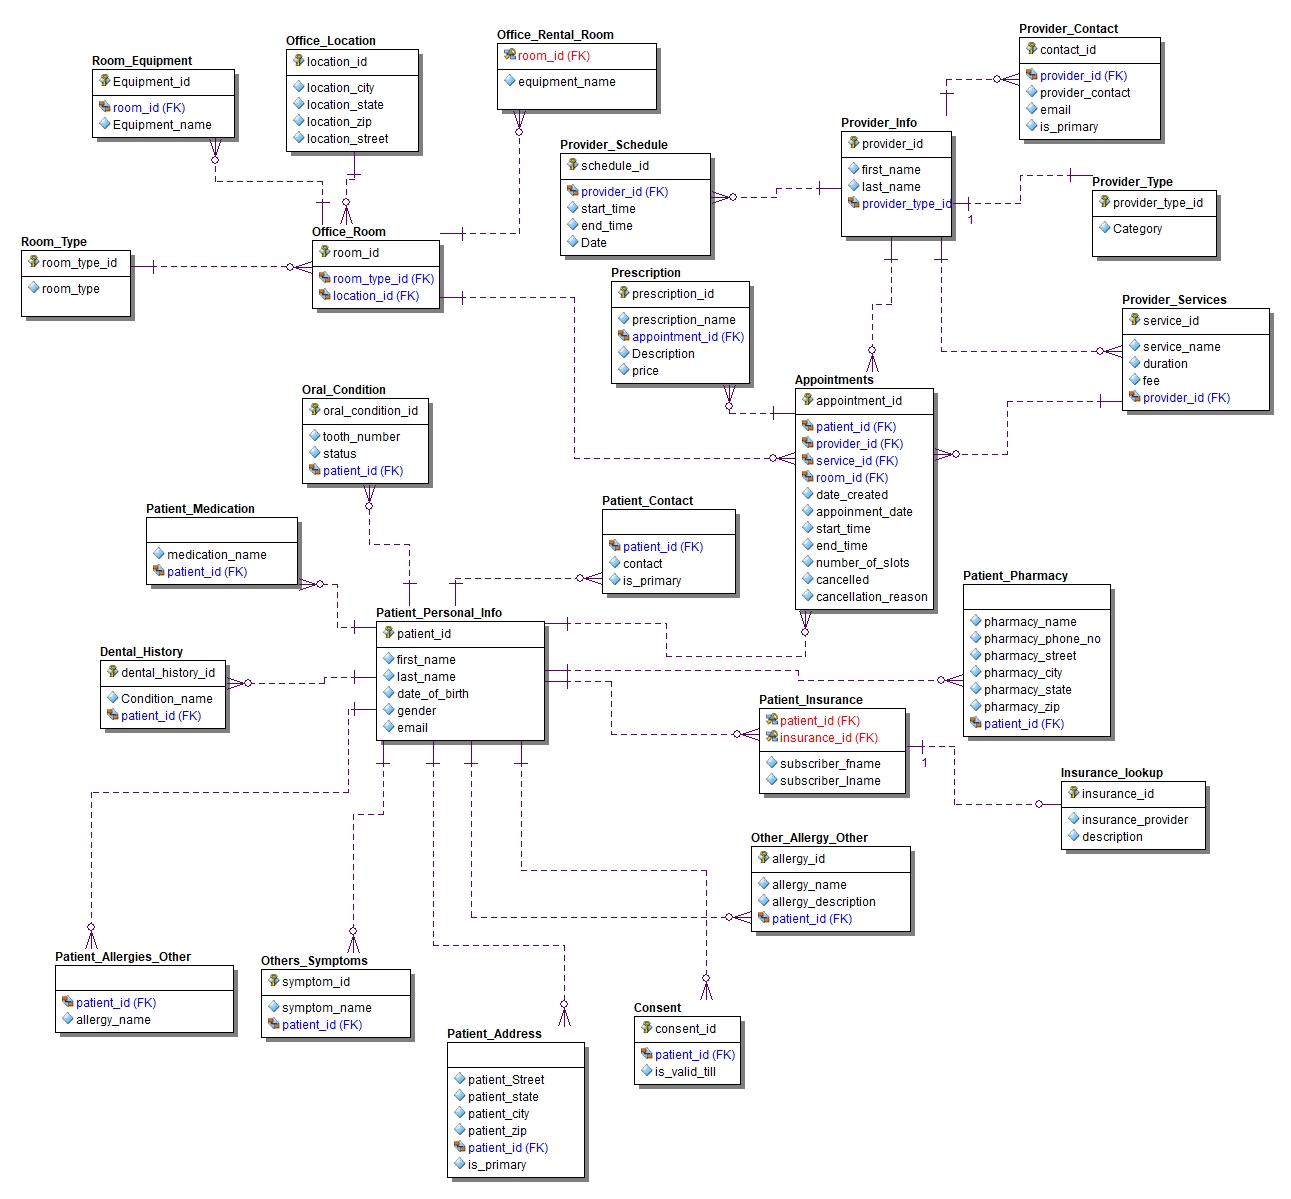 Room_Equipment
Equipment_id
room_id (FK)
Equipment_name
Office_Location
location_id
location_city
location_state
location_zip
location_street
Office_Rental_Room
room_id (FK)
equipment_name
Provider_Contact
contact_id
provider_id (FK)
provider_contact
email
is_primary
Provider_Info
provider_id
first_name
last_name
provider_type_id
1
Provider_Schedule
schedule_id
provider_id (FK)
start_time
end_time
Date
Provider_Type
provider_type_id
Category
Room_Type
room_type_id
room_type
Office_Room
room_id
room_type_id (FK)
location_id (FK)
Prescription
prescription_id
prescription_name
appointment_id (FK)
Description
price
Provider_Services
service_id
service_name
duration
fee
provider_id (FK)
Oral_Condition
oral_condition_id
tooth_number
status
patient_id (FK)
Appointments
appointment_id
patient_id (FK)
provider_id (FK)
service_id (FK)
room_id (FK)
date_created
appoinment_date
start_time
end_time
number_of_slots
cancelled
cancellation_reason
Patient_Medication
medication_name
patient_id (FK)
Patient_Contact
patient_id (FK)
contact
is_primary
Patient_Pharmacy
pharmacy_name
pharmacy_phone_no
pharmacy_street
pharmacy_city
pharmacy_state
pharmacy_zip
patient_id (FK)
Patient_Personal_Info
patient_id
first_name
last_name
date_of_birth
gender
email
Dental_History
dental_history_id
Condition_name
patient_id (FK)
Patient_Insurance
patient_id (FK)
insurance_id (FK)
subscriber_fname
subscriber_lname
1
Insurance_lookup
insurance_id
insurance_provider
description
Other_Allergy_Other
allergy_id
allergy_name
allergy_description
patient_id (FK)
Patient_Allergies_Other
patient_id (FK)
allergy_name
Others_Symptoms
symptom_id
symptom_name
patient_id (FK)
Patient_Address
patient_Street
patient_state
patient_city
patient_zip
patient_id (FK)
is_primary
Consent
consent_id
patient_id (FK)
is_valid_till